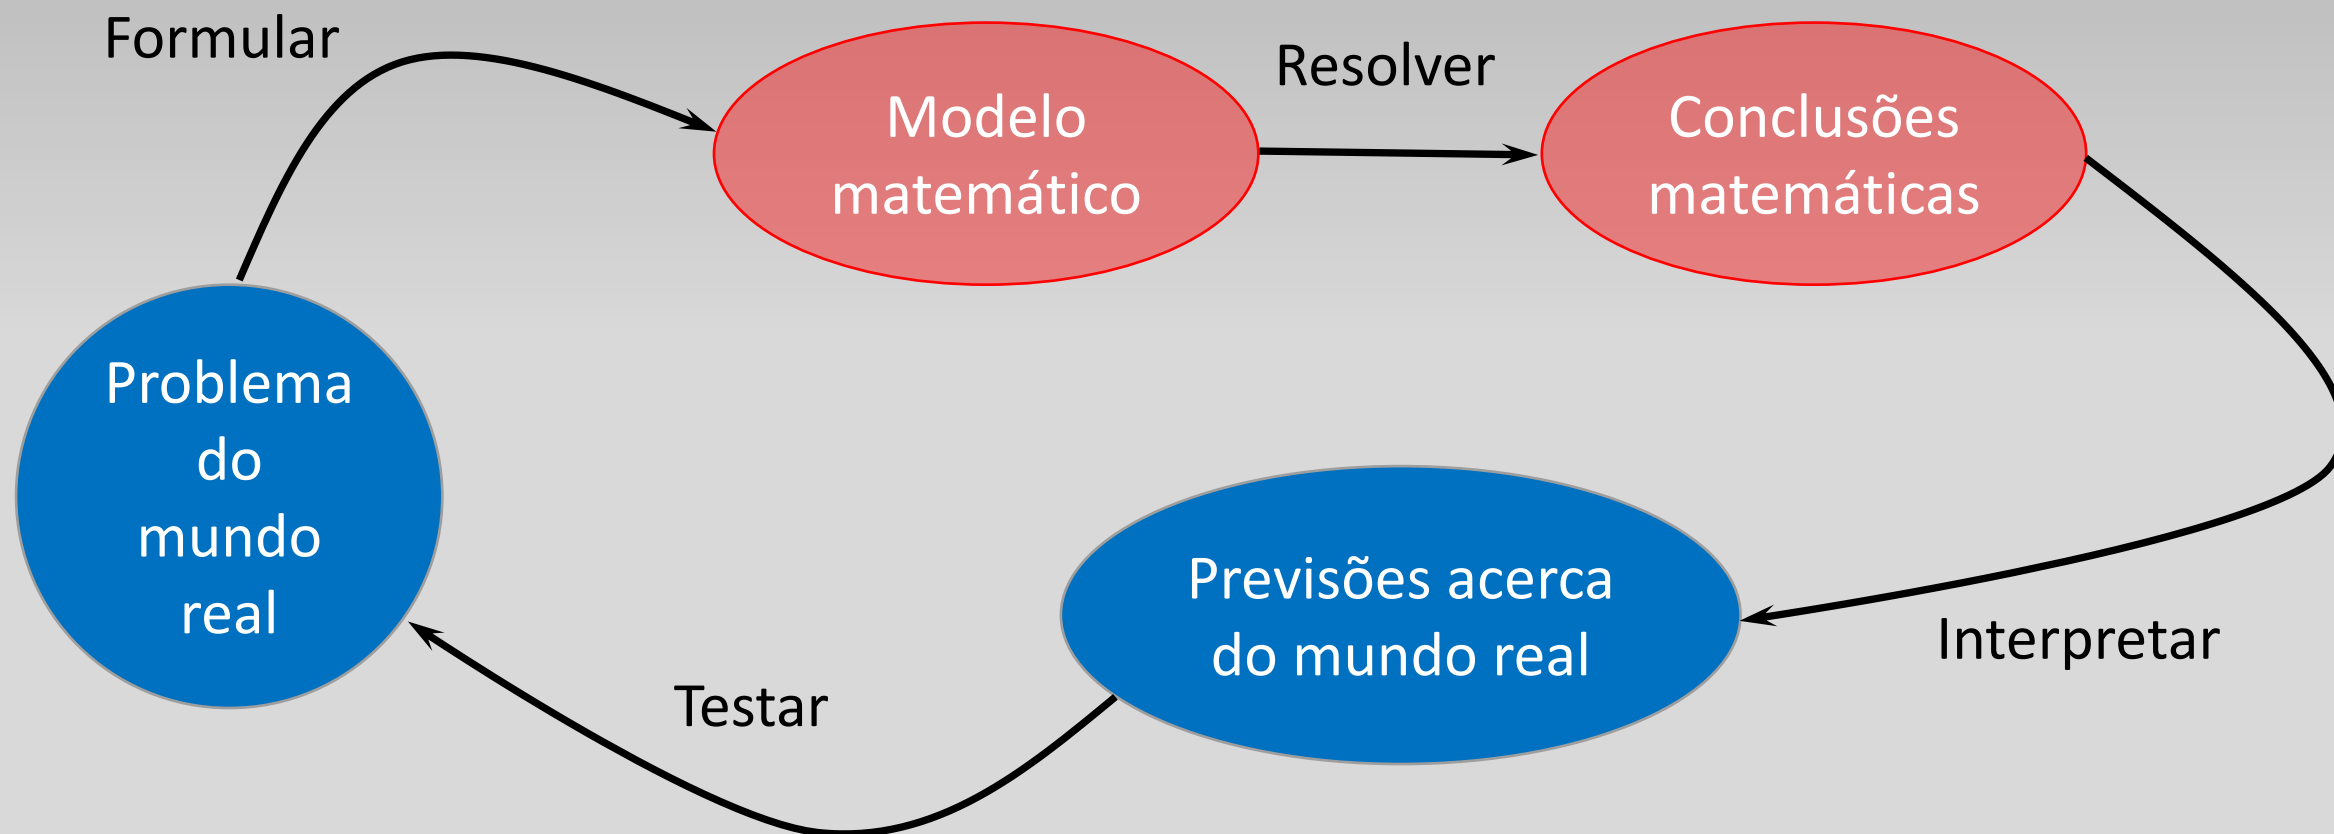 Formular
Modelo
matemático
Resolver
Conclusões
matemáticas
Problema
do
mundo
real
Previsões acerca
do mundo real
Interpretar
Testar